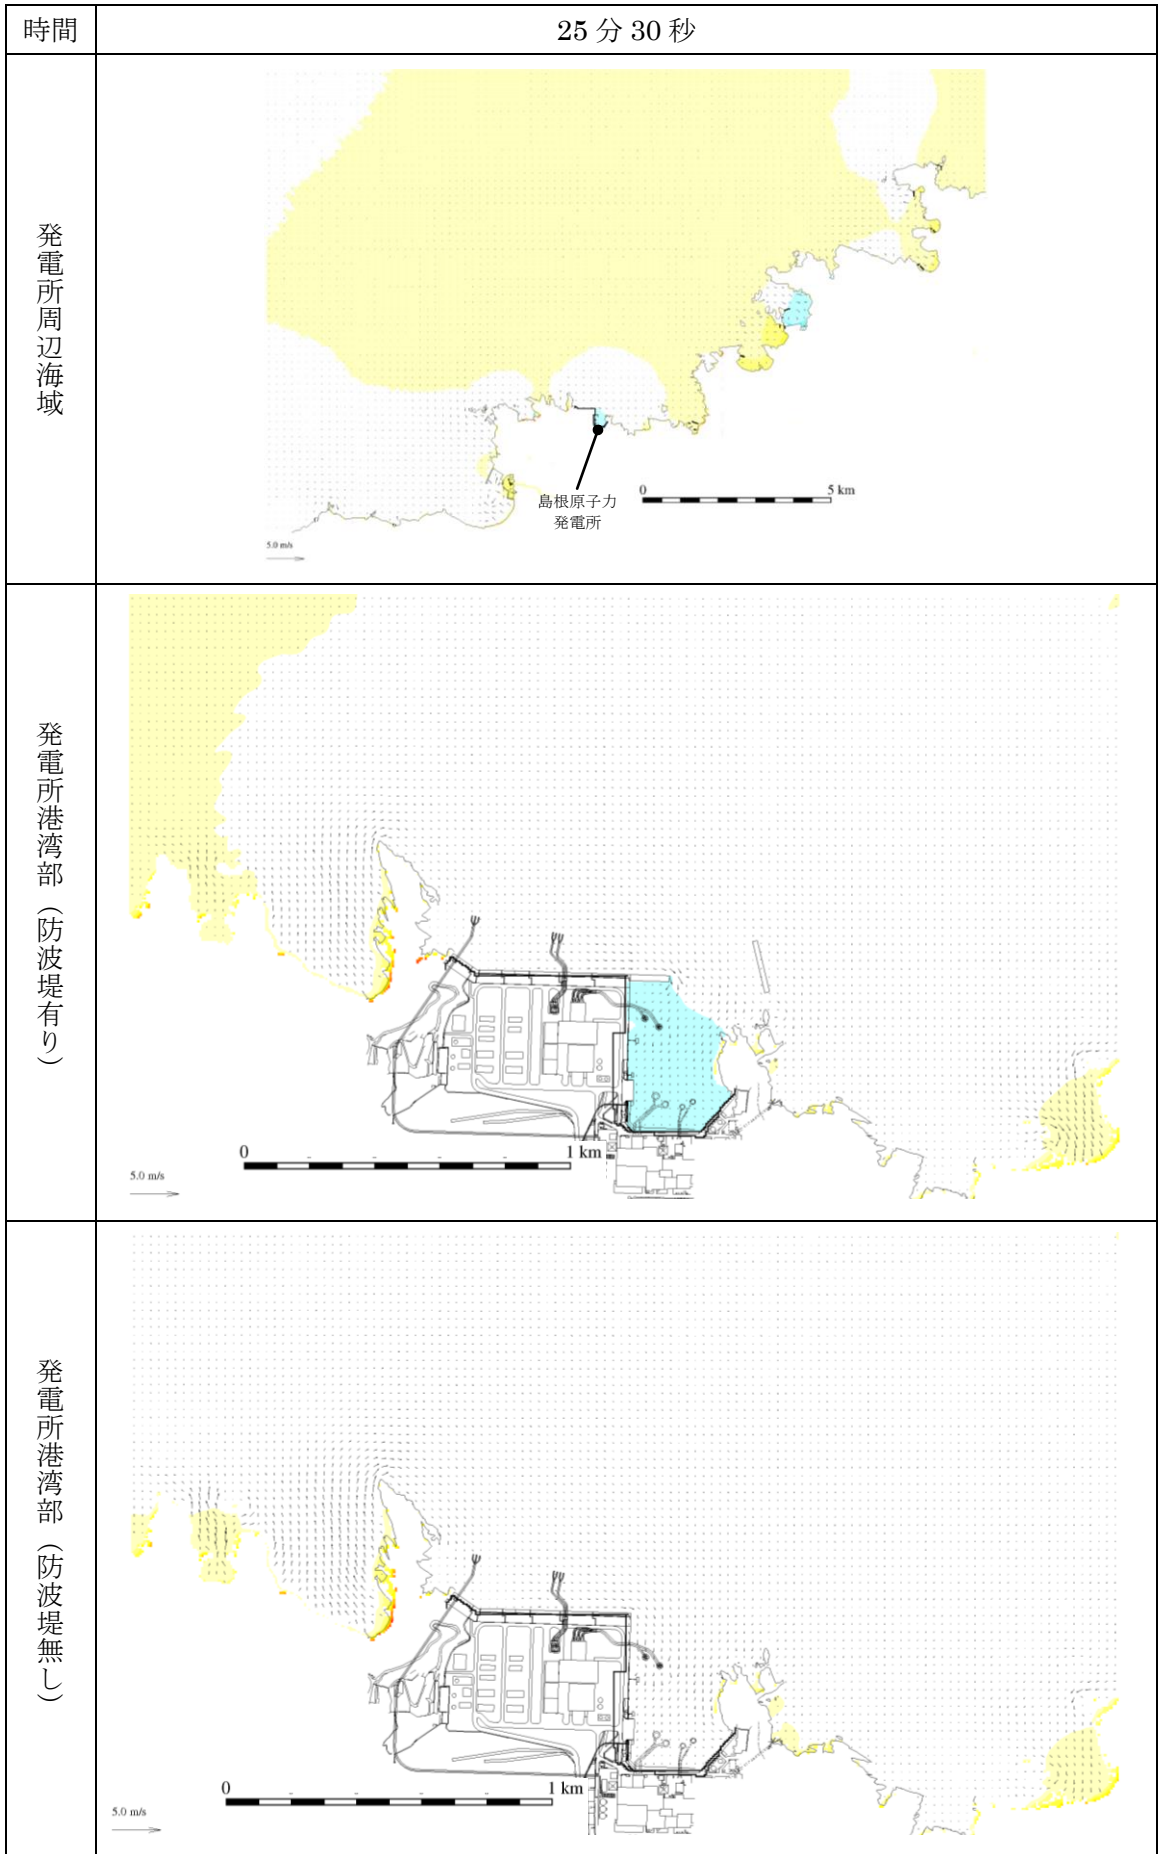 時間
25分30秒
発電所周辺海域
島根原子力
発電所
0 5 km
5.0 m/s
発電所港湾部（防波堤有り）
0 1 km
5.0 m/s
発電所港湾部（防波堤無し）
0 1 km
5.0 m/s